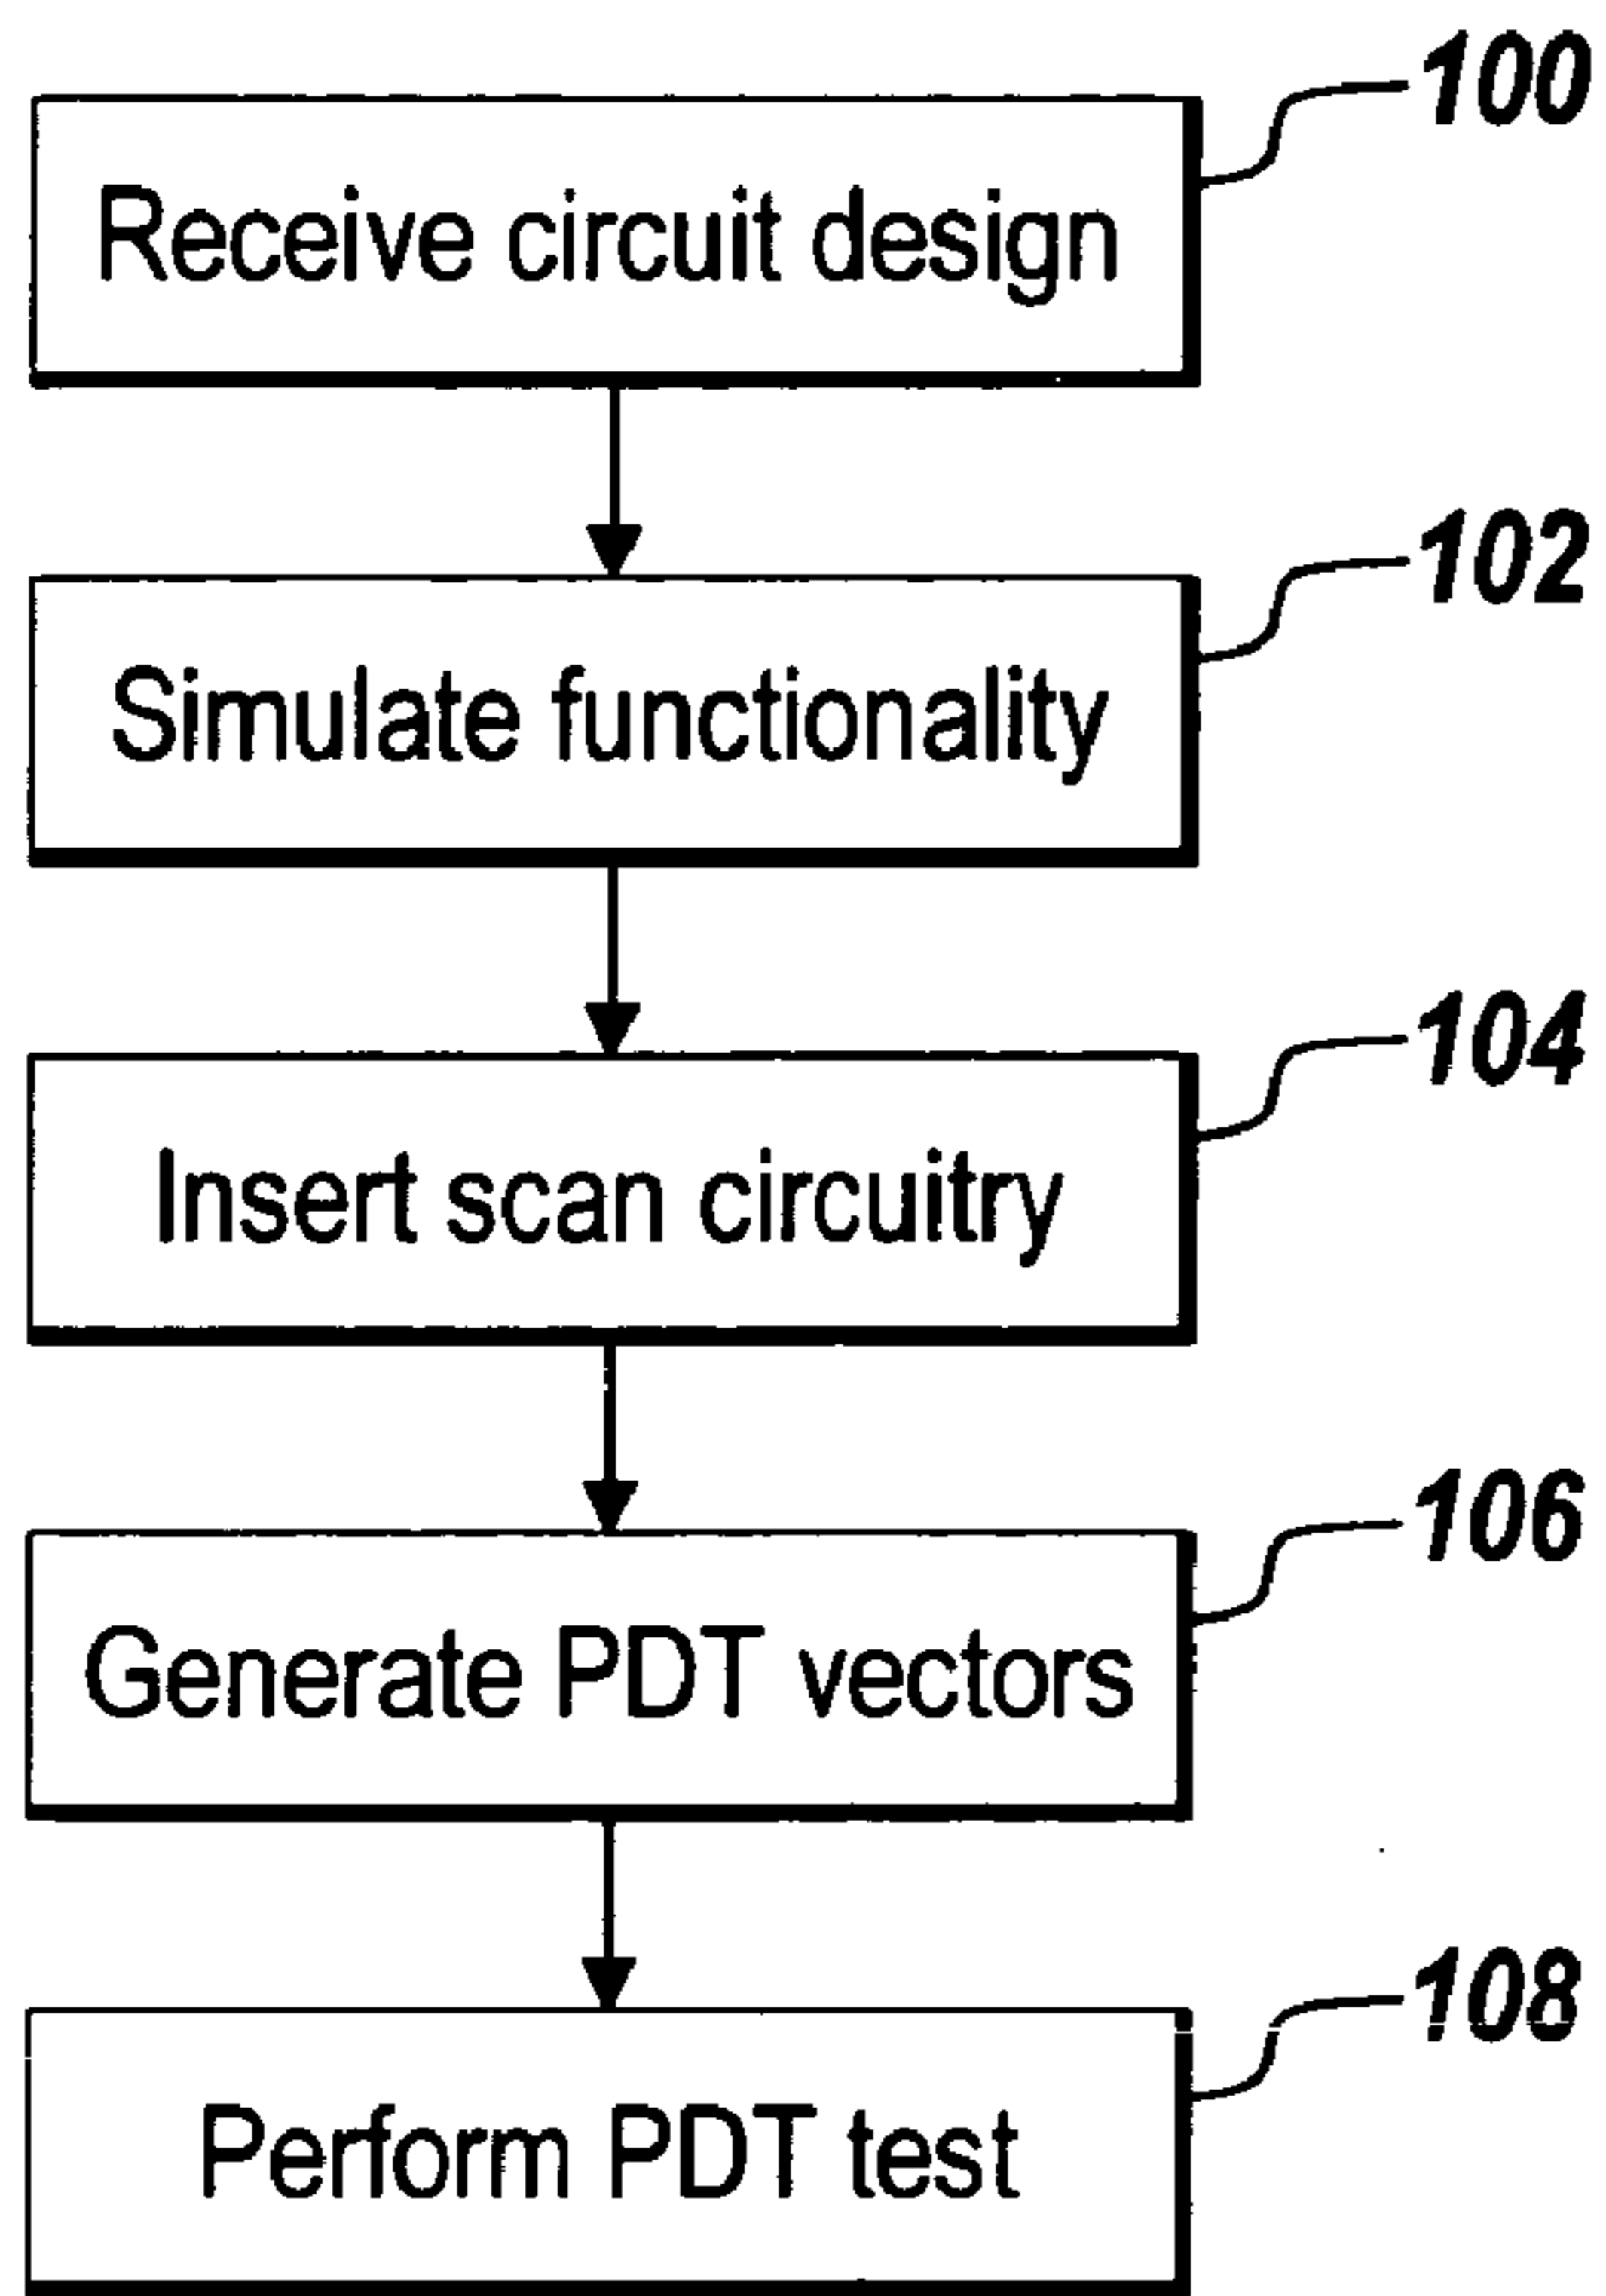 100
Receive circuit design
102
Simulate functionality
104
Insert scan circuitry
106
Generate PDT vectors
108
Perform PDT test